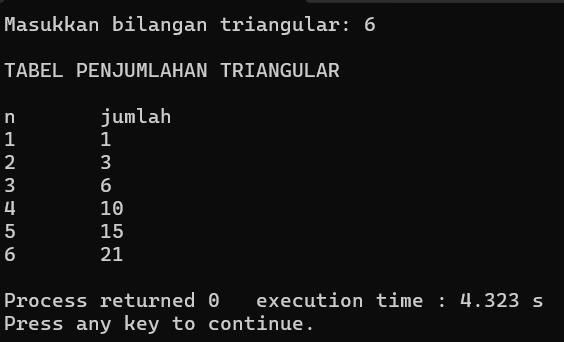 Masukkan bilangan triangular: 6
TABEL PENJUMLAHAN TRIANGULAR
n jumlah
1 1
2 3
3 6
4 10
5 15
6 21
Process returned 0   execution time : 4.323 s
Press any key to continue.